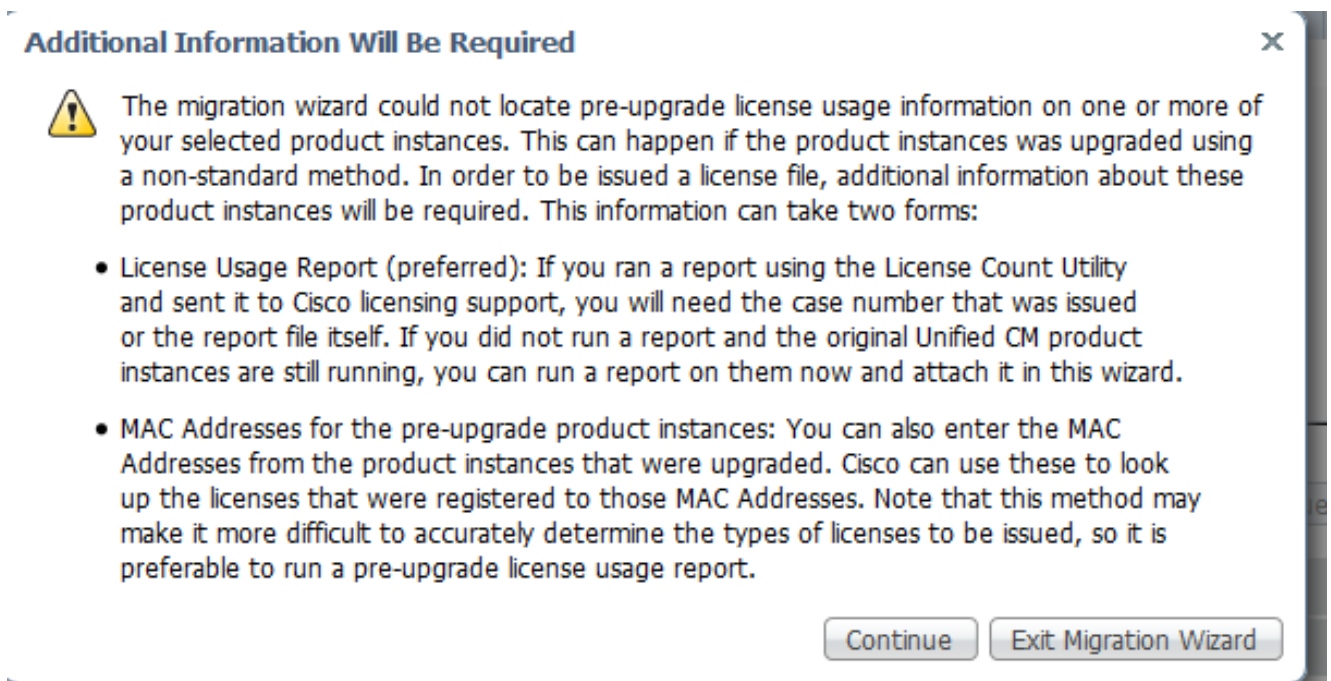 Additional Information Will Be Required
The migration wizard could not locate pre-upgrade license usage information on one or more of
your selected product instances. This can happen if the product instances was upgraded using
a non-standard method. In order to be issued a license file, additional information about these
product instances will be required. This information can take two forms:
• License Usage Report (preferred): If you ran a report using the License Count Utility
and sent it to Cisco licensing support, you will need the case number that was issued
or the report file itself. If you did not run a report and the original Unified CM product
instances are still running, you can run a report on them now and attach it in this wizard.
• MAC Addresses for the pre-upgrade product instances: You can also enter the MAC
Addresses from the product instances that were upgraded. Cisco can use these to look
up the licenses that were registered to those MAC Addresses. Note that this method may
make it more difficult to accurately determine the types of licenses to be issued, so it is
preferable to run a pre-upgrade license usage report.
Continue Exit Migration Wizard